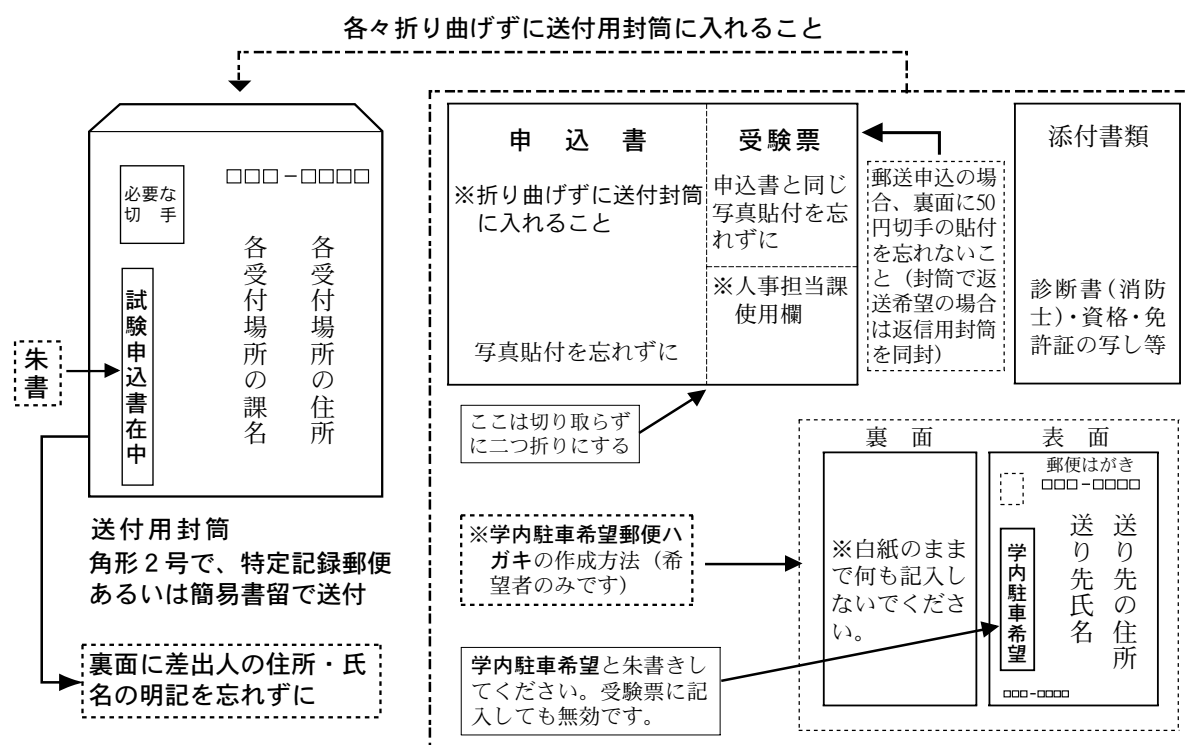 各々折り曲げずに送付用封筒に入れること
必要な
切　手
□□□-□□□□
各受付場所の住所
各受付場所の課名
試験申込書在中
朱書
送付用封筒
角形２号で、特定記録郵便
あるいは簡易書留で送付
裏面に差出人の住所・氏
名の明記を忘れずに
申　込　書
※折り曲げずに送付封筒
に入れること
写真貼付を忘れずに
受験票
申込書と同じ
写真貼付を忘
れずに
※人事担当課
使用欄
郵送申込の場
合、裏面に50
円切手の貼付
を忘れないこ
と（封筒で返
送希望の場合
は返信用封筒
を同封）
添付書類
診断書（消防
士）・資格・免
許証の写し等
ここは切り取らず
に二つ折りにする
※学内駐車希望郵便ハ
ガキの作成方法（希
望者のみです）
学内駐車希望と朱書きし
てください。受験票に記
入しても無効です。
裏　面
※白紙のまま
で何も記入し
ないでくださ
い。
表　面
郵便はがき
□□□-□□□□
送り先の住所
送り先氏名
学内駐車希望
□□□-□□□□